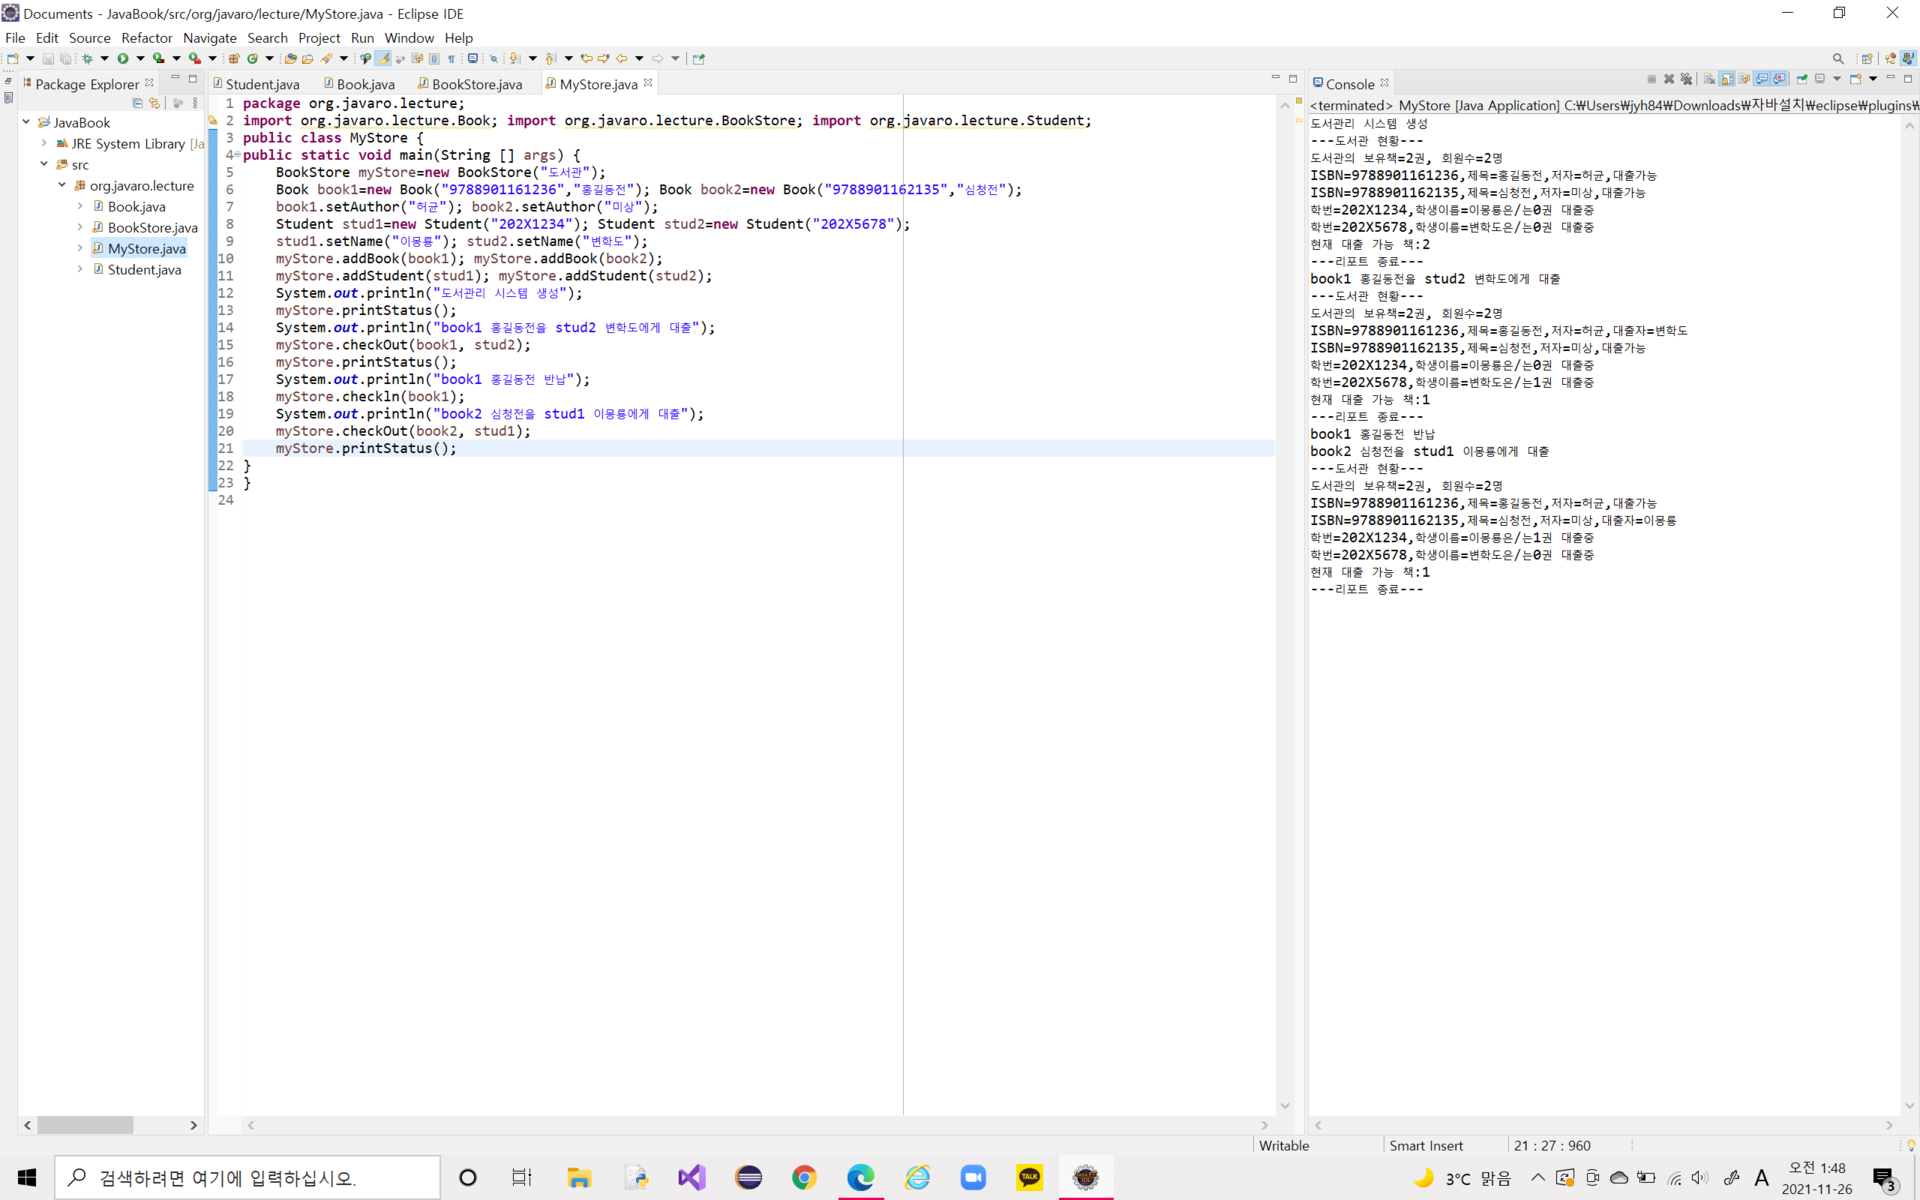 Documents - JavaBook/src/org/javaro/lecture/MyStore.java - Eclipse IDE
File Edit Source Refactor Navigate Search Project Run Window Help
Package Explorer
JavaBook
JRE System Library [Ja
src
org.javaro.lecture
Book.java
BookStore.java
MyStore.java
Student.java
Student.java Book.java BookStore.java MyStore.java
1 package org.javaro.lecture;
2 import org.javaro.lecture.Book; import org.javaro.lecture.BookStore; import org.javaro.lecture.Student;
3 public class MyStore {
4 public static void main(String [] args) {
5 BookStore myStore=new BookStore("도서관");
6 Book book1=new Book("9788901161236","홍길동전"); Book book2=new Book("9788901162135","심청전");
7 book1.setAuthor("허균"); book2.setAuthor("미상");
8 Student stud1=new Student("202X1234"); Student stud2=new Student("202X5678");
9 stud1.setName("이몽룡"); stud2.setName("변학도");
10 myStore.addBook(book1); myStore.addBook(book2);
11 myStore.addStudent(stud1); myStore.addStudent(stud2);
12 System.out.println("도서관리 시스템 생성");
13 myStore.printStatus();
14 System.out.println("book1 홍길동전을 stud2 변학도에게 대출");
15 myStore.checkOut(book1, stud2);
16 myStore.printStatus();
17 System.out.println("book1 홍길동전 반납");
18 myStore.checkln(book1);
19 System.out.println("book2 심청전을 stud1 이몽룡에게 대출");
20 myStore.checkOut(book2, stud1);
21 myStore.printStatus();
22 }
23 }
24
Console
<terminated> MyStore [Java Application] C:₩Users₩jyh84₩Downloads₩자바설치₩eclipse₩plugins₩
도서관리 시스템 생성
---도서관 현황---
도서관의 보유책=2권, 회원수=2명
ISBN=9788901161236,제목=홍길동전,저자=허균,대출가능
ISBN=9788901162135,제목=심청전,저자=미상,대출가능
학번=202X1234,학생이름=이몽룡은/는0권 대출중
학번=202X5678,학생이름=변학도은/는0권 대출중
현재 대출 가능 책:2
---리포트 종료---
book1 홍길동전을 stud2 변학도에게 대출
---도서관 현황---
도서관의 보유책=2권, 회원수=2명
ISBN=9788901161236,제목=홍길동전,저자=허균,대출자=변학도
ISBN=9788901162135,제목=심청전,저자=미상,대출가능
학번=202X1234,학생이름=이몽룡은/는0권 대출중
학번=202X5678,학생이름=변학도은/는1권 대출중
현재 대출 가능 책:1
---리포트 종료---
book1 홍길동전 반납
book2 심청전을 stud1 이몽룡에게 대출
---도서관 현황---
도서관의 보유책=2권, 회원수=2명
ISBN=9788901161236,제목=홍길동전,저자=허균,대출가능
ISBN=9788901162135,제목=심청전,저자=미상,대출자=이몽룡
학번=202X1234,학생이름=이몽룡은/는1권 대출중
학번=202X5678,학생이름=변학도은/는0권 대출중
현재 대출 가능 책:1
---리포트 종료---
Writable Smart Insert 21 : 27 : 960
검색하려면 여기에 입력하십시오.
TALK
3°C 맑음
A
오전 1:48
2021-11-26
3